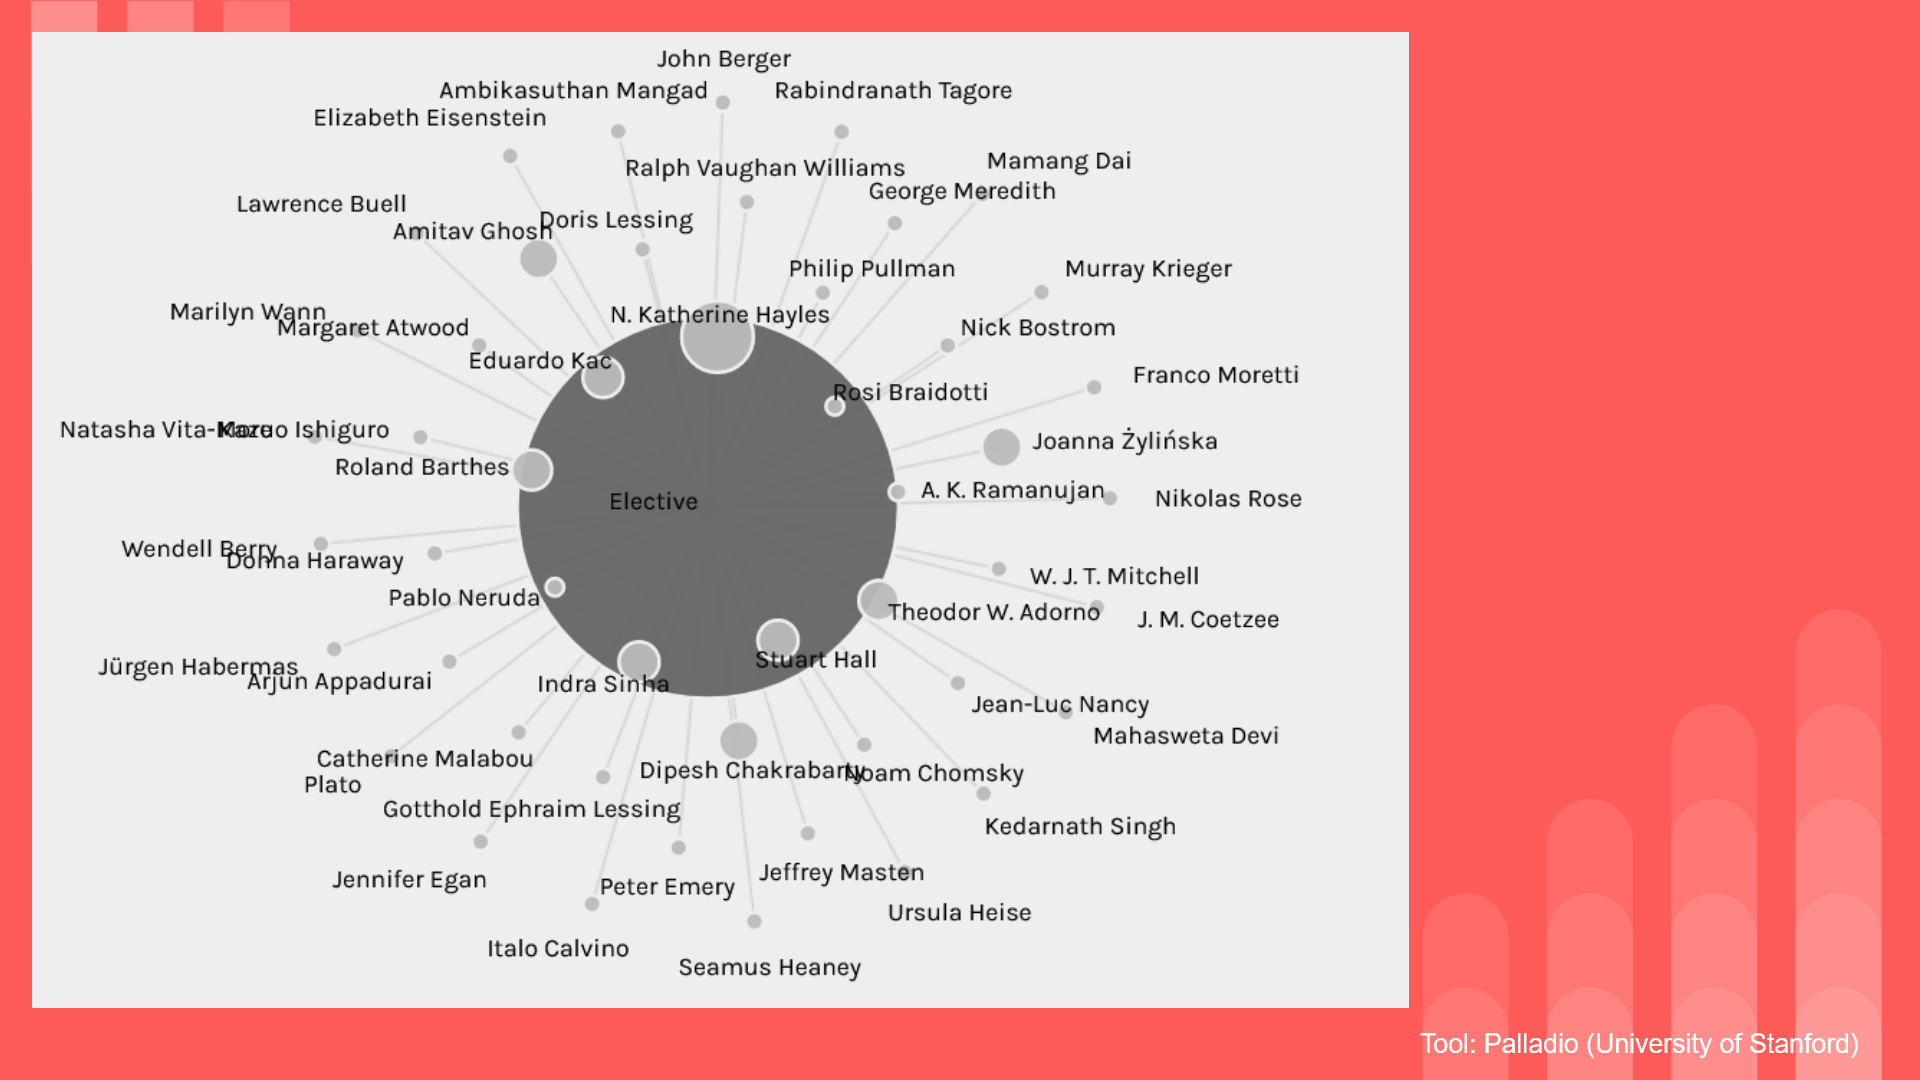 John Berger
Ambikasuthan Mangad
Rabindranath Tagore
Elizabeth Eisenstein
Ralph Vaughan Williams
Mamang Dai
George Meredith
Lawrence Buell
Doris Lessing
Amitav Ghosh
Philip Pullman
Murray Krieger
Marilyn Wann
N. Katherine Hayles
Margaret Atwood
Nick Bostrom
Eduardo Kac
Franco Moretti
Rosi Braidotti
Natasha Vita-More
Kazuo Ishiguro
Joanna Żylińska
Roland Barthes
A. K. Ramanujan
Nikolas Rose
Elective
Wendell Berry
Donna Haraway
W. J. T. Mitchell
Pablo Neruda
Theodor W. Adorno
J. M. Coetzee
Stuart Hall
Jürgen Habermas
Arjun Appadurai
Indra Sinha
Jean-Luc Nancy
Mahasweta Devi
Catherine Malabou
Dipesh Chakrabarty
Noam Chomsky
Plato
Gotthold Ephraim Lessing
Kedarnath Singh
Jeffrey Masten
Jennifer Egan
Peter Emery
Ursula Heise
Italo Calvino
Seamus Heaney
Tool: Palladio (University of Stanford)